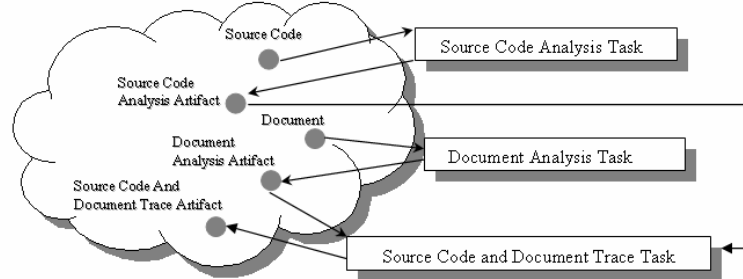 Source Code
Source Code Analysis Task
Source Code
Analysis Artifact
Document
Document
Analysis Artifact
Document Analysis Task
Source Code And
Document Trace Artifact
Source Code and Document Trace Task